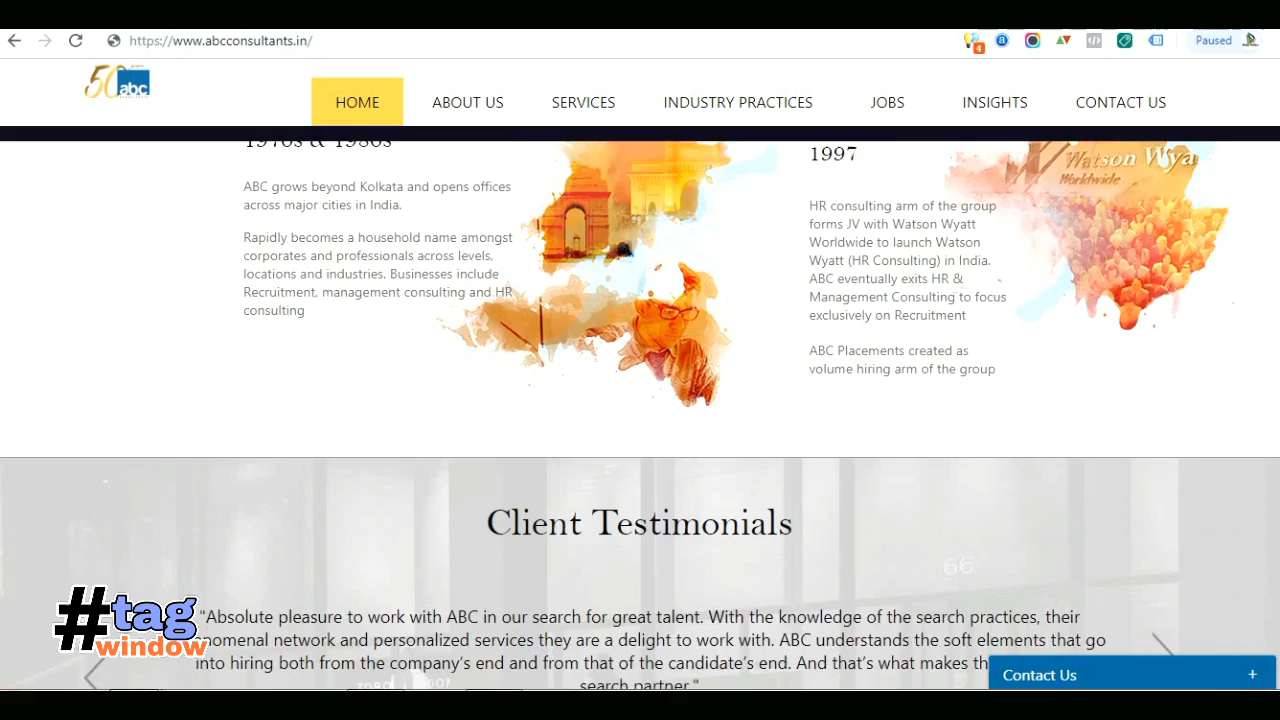 https://www.abcconsultants.in/
4
Paused
50 abc
HOME
ABOUT US
SERVICES
INDUSTRY PRACTICES
JOBS
INSIGHTS
CONTACT US
1970s & 1980s
ABC grows beyond Kolkata and opens offices
across major cities in India.
Rapidly becomes a household name amongst
corporates and professionals across levels,
locations and industries. Businesses include
Recruitment, management consulting and HR
consulting
1997
HR consulting arm of the group
forms JV with Watson Wyatt
Worldwide to launch Watson
Wyatt (HR Consulting) in India.
ABC eventually exits HR &
Management Consulting to focus
exclusively on Recruitment
ABC Placements created as
volume hiring arm of the group
Watson Wya
Worldwide
Client Testimonials
"Absolute pleasure to work with ABC in our search for great talent. With the knowledge of the search practices, their
nomenal network and personalized services they are a delight to work with. ABC understands the soft elements that go
into hiring both from the company's end and from that of the candidate's end. And that's what makes
search partner."
#tag
window
Contact Us +